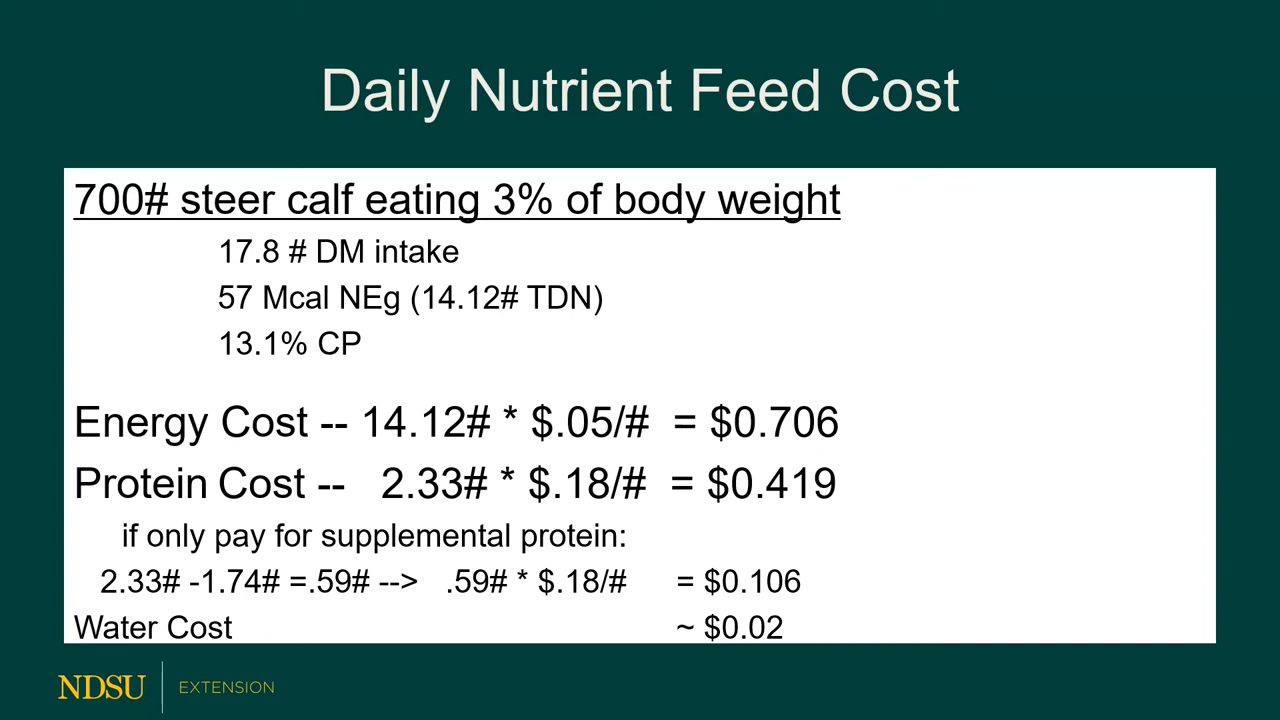 Daily Nutrient Feed Cost
700# steer calf eating 3% of body weight
17.8 # DM intake
57 Mcal NEg (14.12# TDN)
13.1% CP
Energy Cost -- 14.12# * $.05/# = $0.706
Protein Cost -- 2.33# * $.18/# = $0.419
if only pay for supplemental protein:
2.33# -1.74# =.59# --> .59# * $.18/# = $0.106
Water Cost ~ $0.02
NDSU EXTENSION